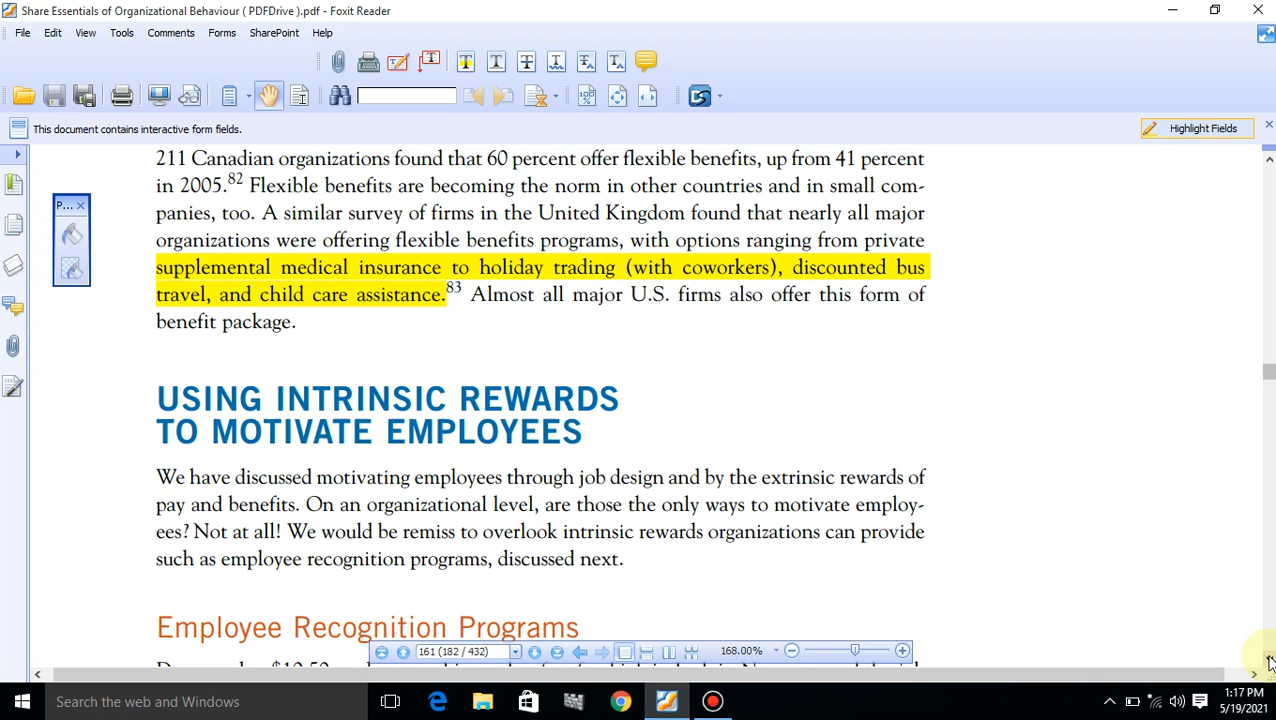 Share Essentials of Organizational Behaviour ( PDFDrive ).pdf - Foxit Reader
File Edit View Tools Comments Forms SharePoint Help
This document contains interactive form fields.
Highlight Fields
P...
211 Canadian organizations found that 60 percent offer flexible benefits, up from 41 percent
in 2005.82 Flexible benefits are becoming the norm in other countries and in small com-
panies, too. A similar survey of firms in the United Kingdom found that nearly all major
organizations were offering flexible benefits programs, with options ranging from private
supplemental medical insurance to holiday trading (with coworkers), discounted bus
travel, and child care assistance.83 Almost all major U.S. firms also offer this form of
benefit package.
USING INTRINSIC REWARDS
TO MOTIVATE EMPLOYEES
We have discussed motivating employees through job design and by the extrinsic rewards of
pay and benefits. On an organizational level, are those the only ways to motivate employ-
ees? Not at all! We would be remiss to overlook intrinsic rewards organizations can provide
such as employee recognition programs, discussed next.
Employee Recognition Programs
161 (182 / 432)
168.00%
Search the web and Windows
1:17 PM
5/19/2021